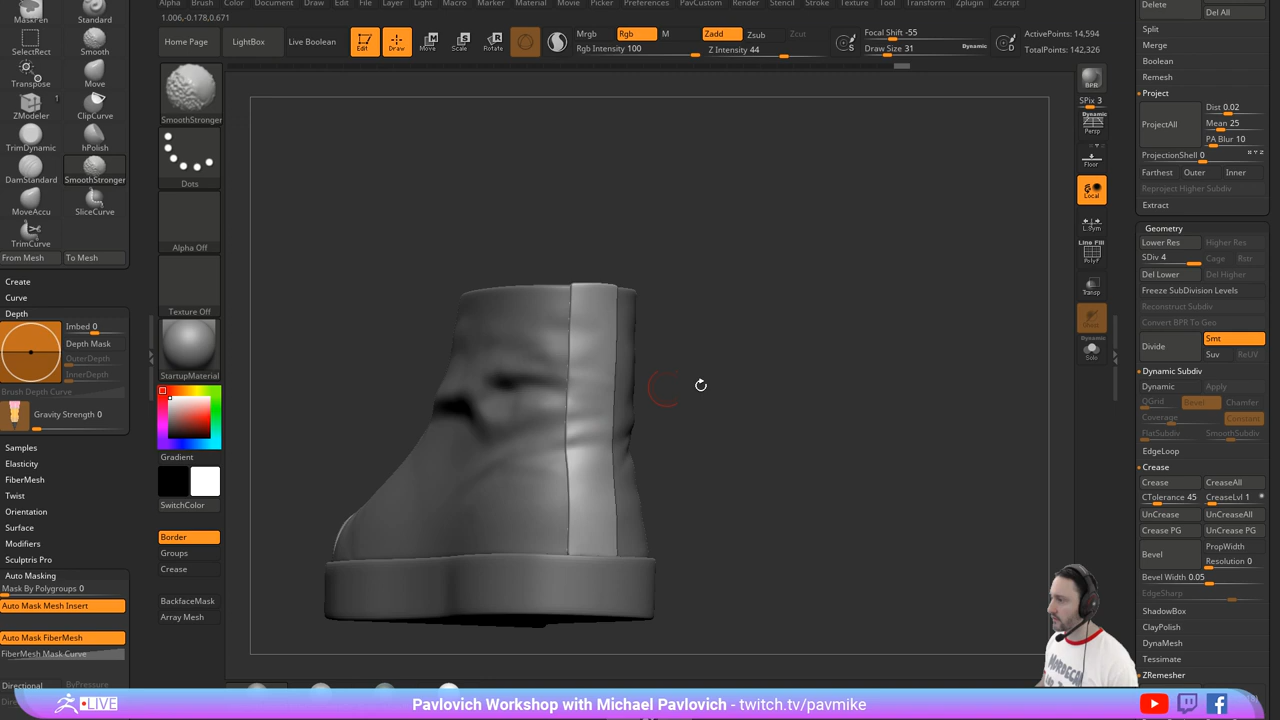 Alpha Brush Color Document Draw Edit File Layer Light Macro Marker Material Movie Picker Preferences PavCustom Render Stencil Stroke Texture Tool Transform Zplugin Zscript
1.006,-0.178,0.671
Home Page LightBox Live Boolean Edit Draw Move Scale Rotate
Mrgb Rgb M Zadd Zsub Zcut
Rgb Intensity 100 Z Intensity 44
Focal Shift -55
Draw Size 31 Dynamic
ActivePoints: 14,594
TotalPoints: 142,326
MaskPen Standard
SelectRect Smooth
Transpose Move
1
ZModeler ClipCurve
TrimDynamic hPolish
DamStandard SmoothStronger
MoveAccu SliceCurve
TrimCurve
From Mesh To Mesh
Create
Curve
Depth
Imbed 0
Depth Mask
OuterDepth
InnerDepth
Brush Depth Curve
Gravity Strength 0
Samples
Elasticity
FiberMesh
Twist
Orientation
Surface
Modifiers
Sculptris Pro
Auto Masking
Mask By Polygroups 0
Auto Mask Mesh Insert
Auto Mask FiberMesh
FiberMesh Mask Curve
Directional ByPressure
SmoothStronger
Dots
Alpha Off
Texture Off
StartupMaterial
Gradient
SwitchColor
Border
Groups
Crease
BackfaceMask
Array Mesh
BPR
SPix 3
Dynamic
Persp
Floor
Local
L.Sym
Line Fill
PolyF
Transp
Ghost
Dynamic
Solo
Delete Del All
Split
Merge
Boolean
Remesh
Project
ProjectAll
Dist 0.02
Mean 25
PA Blur 10
ProjectionShell 0
Farthest Outer Inner
Reproject Higher Subdiv
Extract
Geometry
Lower Res Higher Res
SDiv 4 Cage Rstr
Del Lower Del Higher
Freeze SubDivision Levels
Reconstruct Subdiv
Convert BPR To Geo
Divide Smt
Suv ReUV
Dynamic Subdiv
Dynamic Apply
QGrid Bevel Chamfer
Coverage Constant
FlatSubdiv SmoothSubdiv
EdgeLoop
Crease
Crease CreaseAll
CTolerance 45 CreaseLvl 1
UnCrease UnCreaseAll
Crease PG UnCrease PG
Bevel PropWidth
Resolution 0
Bevel Width 0.05
EdgeSharp
ShadowBox
ClayPolish
DynaMesh
Tessimate
ZRemesher
LIVE Pavlovich Workshop with Michael Pavlovich - twitch.tv/pavmike